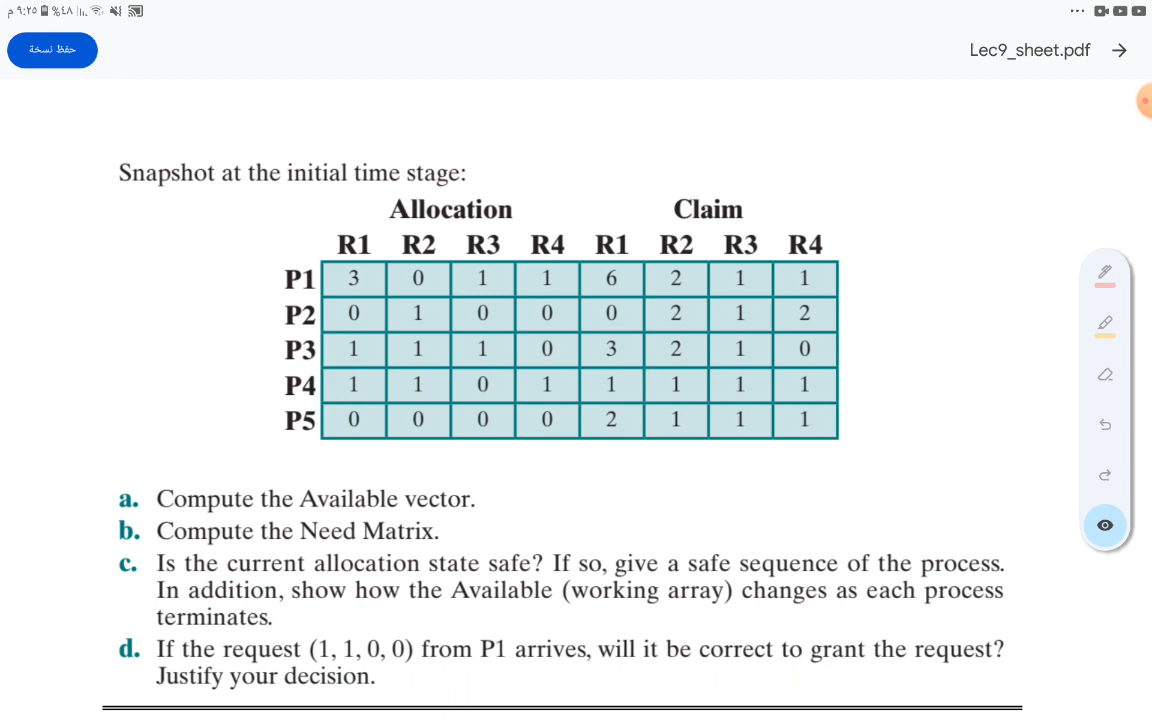 م ٩:٢٥ %٤٨
حفظ نسخة
Lec9_sheet.pdf
Snapshot at the initial time stage:
Allocation Claim
R1 R2 R3 R4 R1 R2 R3 R4
P1 3 0 1 1 6 2 1 1
P2 0 1 0 0 0 2 1 2
P3 1 1 1 0 3 2 1 0
P4 1 1 0 1 1 1 1 1
P5 0 0 0 0 2 1 1 1
a. Compute the Available vector.
b. Compute the Need Matrix.
c. Is the current allocation state safe? If so, give a safe sequence of the process.
In addition, show how the Available (working array) changes as each process
terminates.
d. If the request (1, 1, 0, 0) from P1 arrives, will it be correct to grant the request?
Justify your decision.